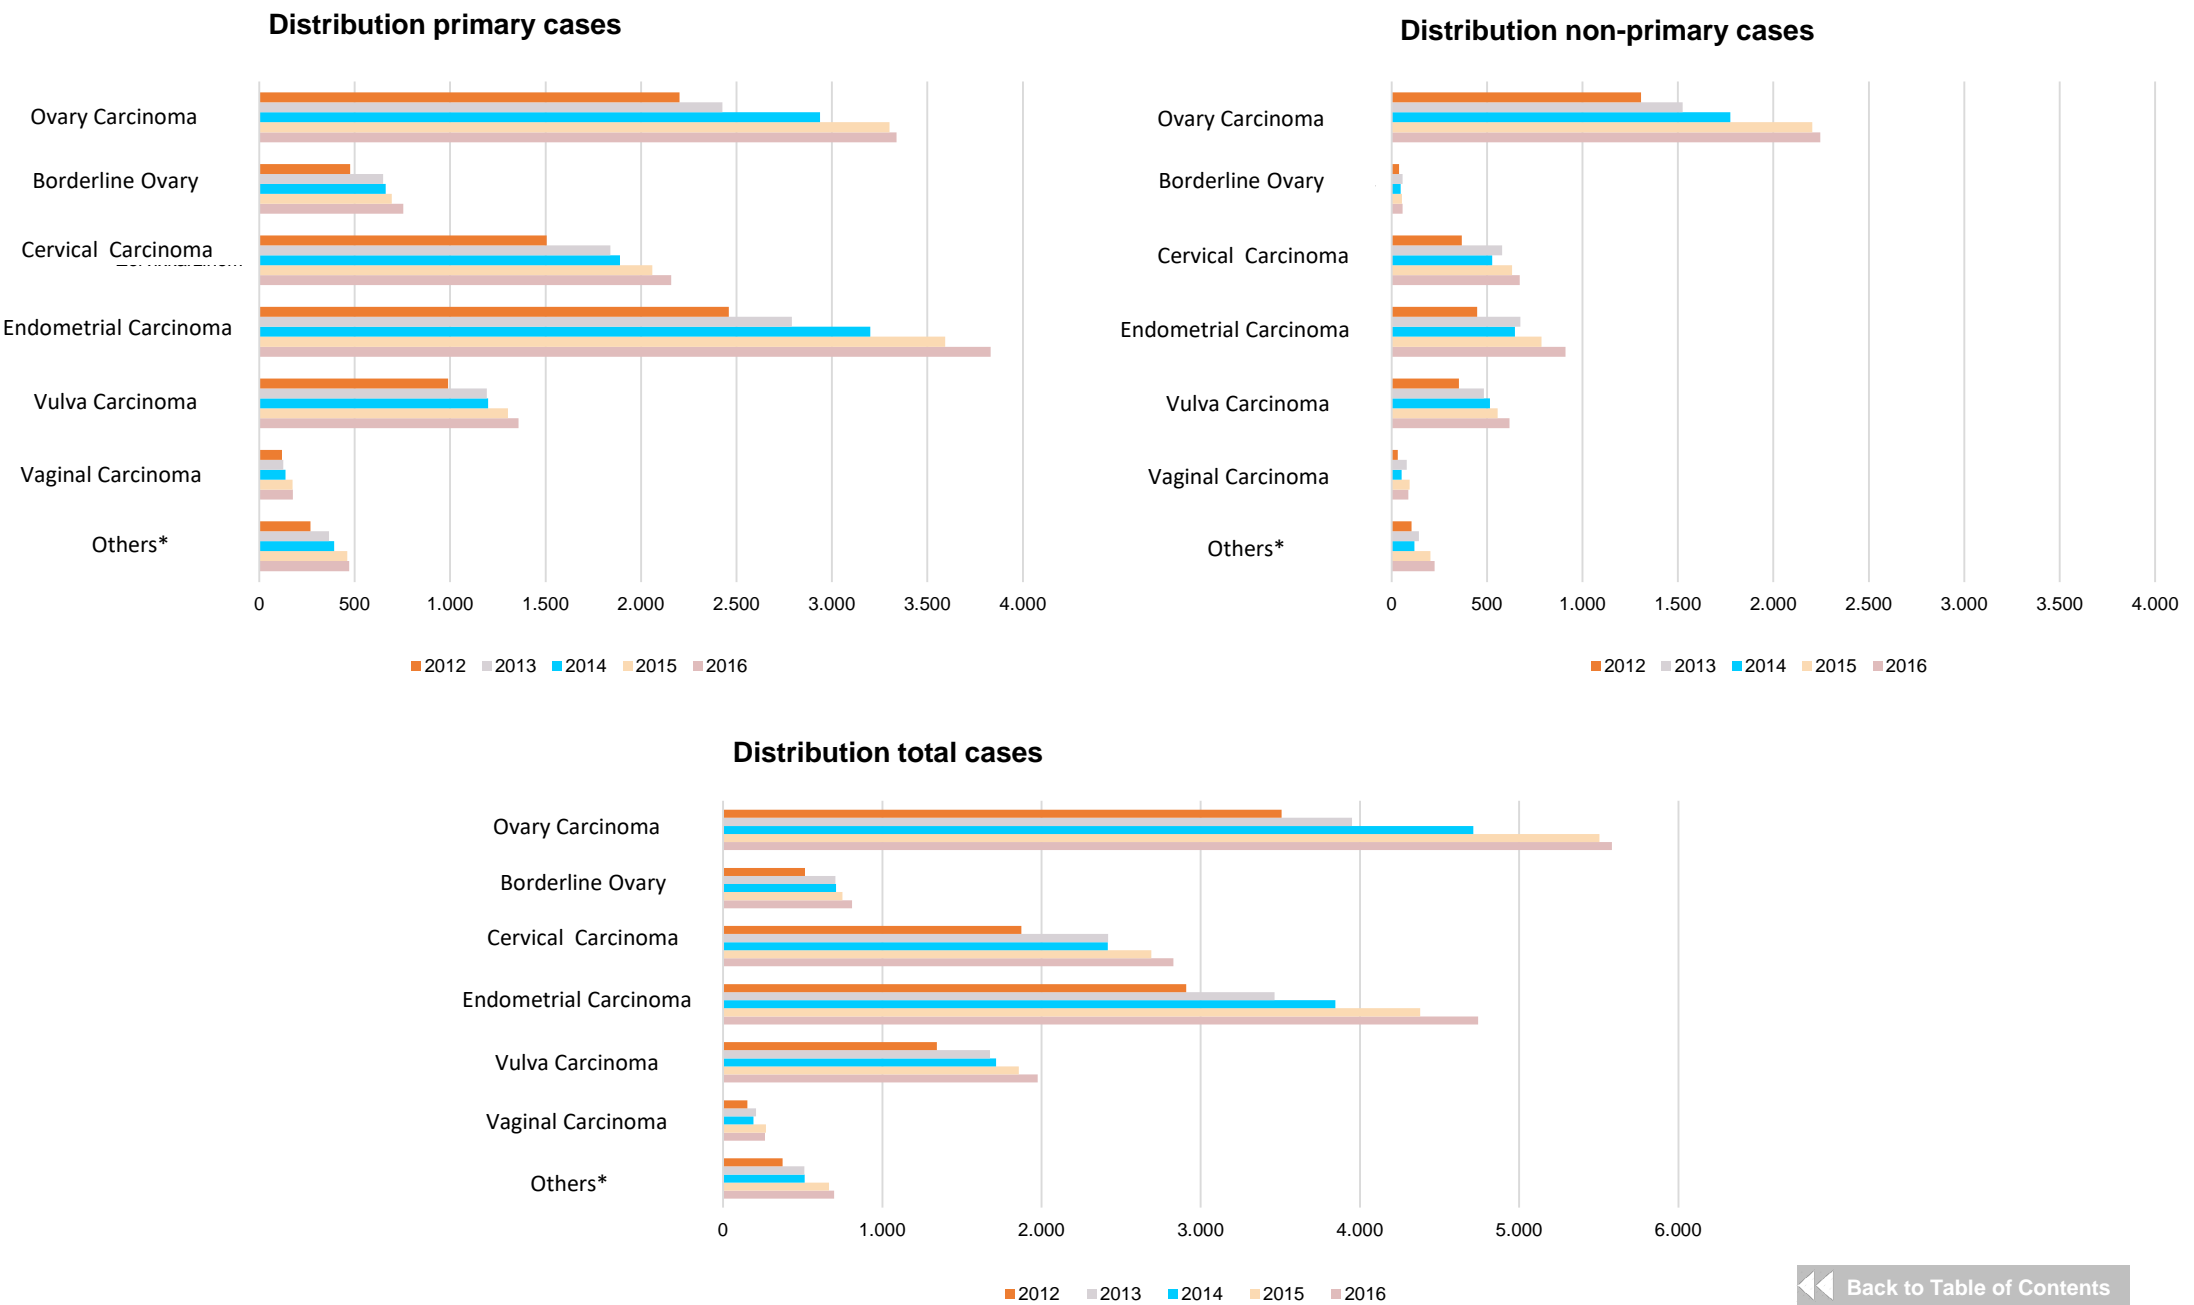 Distribution primary cases
Ovary Carcinoma
Borderline Ovary
Cervical  Carcinoma
Endometrial Carcinoma
Vulva Carcinoma
Vaginal Carcinoma
Others*
0 500 1.000 1.500 2.000 2.500 3.000 3.500 4.000
2012 2013 2014 2015 2016
Distribution non-primary cases
Ovary Carcinoma
Borderline Ovary
Cervical  Carcinoma
Endometrial Carcinoma
Vulva Carcinoma
Vaginal Carcinoma
Others*
0 500 1.000 1.500 2.000 2.500 3.000 3.500 4.000
2012 2013 2014 2015 2016
Distribution total cases
Ovary Carcinoma
Borderline Ovary
Cervical  Carcinoma
Endometrial Carcinoma
Vulva Carcinoma
Vaginal Carcinoma
Others*
0 1.000 2.000 3.000 4.000 5.000 6.000
2012 2013 2014 2015 2016
Back to Table of Contents